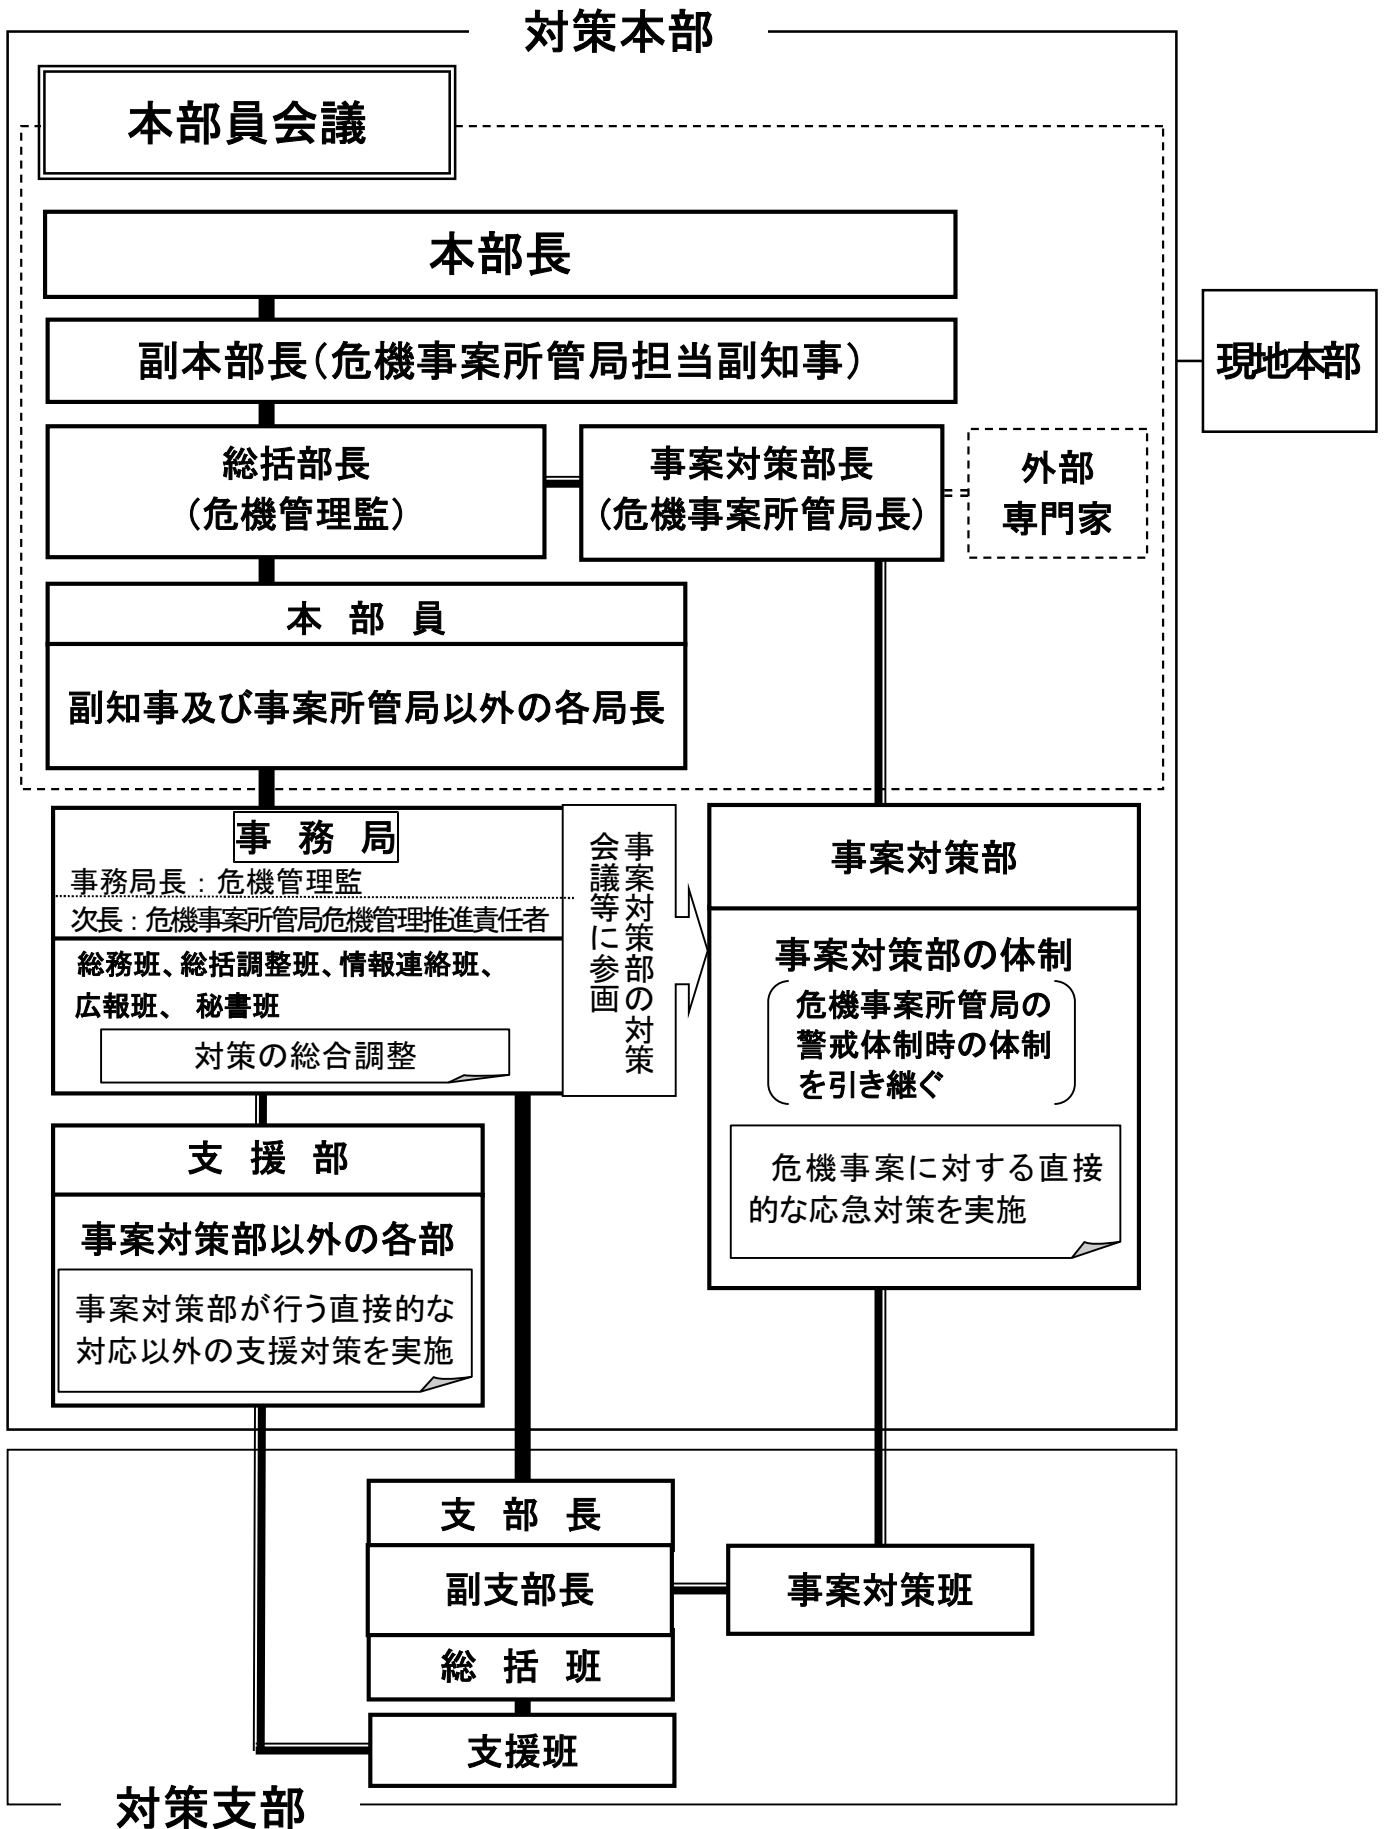 対策本部
本部員会議
本部長
副本部長（危機事案所管局担当副知事）
現地本部
総括部長
（危機管理監）
事案対策部長
（危機事案所管局長）
外部
専門家
本　部　員
副知事及び事案所管局以外の各局長
事　務　局
事務局長：危機管理監
次長：危機事案所管局危機管理推進責任者
総務班、総括調整班、情報連絡班、
広報班、　秘書班
対策の総合調整
事案対策部の対策
会議等に参画
事案対策部
事案対策部の体制
危機事案所管局の
警戒体制時の体制
を引き継ぐ
危機事案に対する直接
的な応急対策を実施
支　援　部
事案対策部以外の各部
事案対策部が行う直接的な
対応以外の支援対策を実施
支　部　長
副支部長
総　括　班
事案対策班
支援班
対策支部